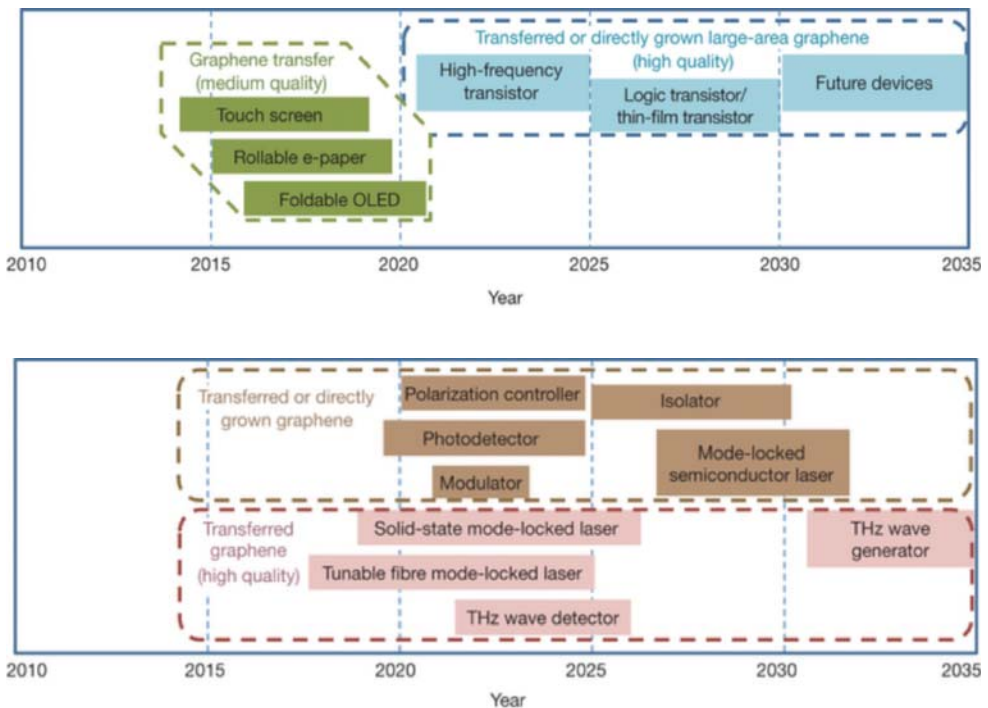 Transferred or directly grown large-area graphene
(high quality)
Graphene transfer
(medium quality)
High-frequency
transistor
Logic transistor/
thin-film transistor
Future devices
Touch screen
Rollable e-paper
Foldable OLED
2010 2015 2020 2025 2030 2035
Year
Transferred or directly
grown graphene
Polarization controller
Isolator
Photodetector
Mode-locked
semiconductor laser
Modulator
Transferred
graphene
(high quality)
Solid-state mode-locked laser
THz wave
generator
Tunable fibre mode-locked laser
THz wave detector
2010 2015 2020 2025 2030 2035
Year